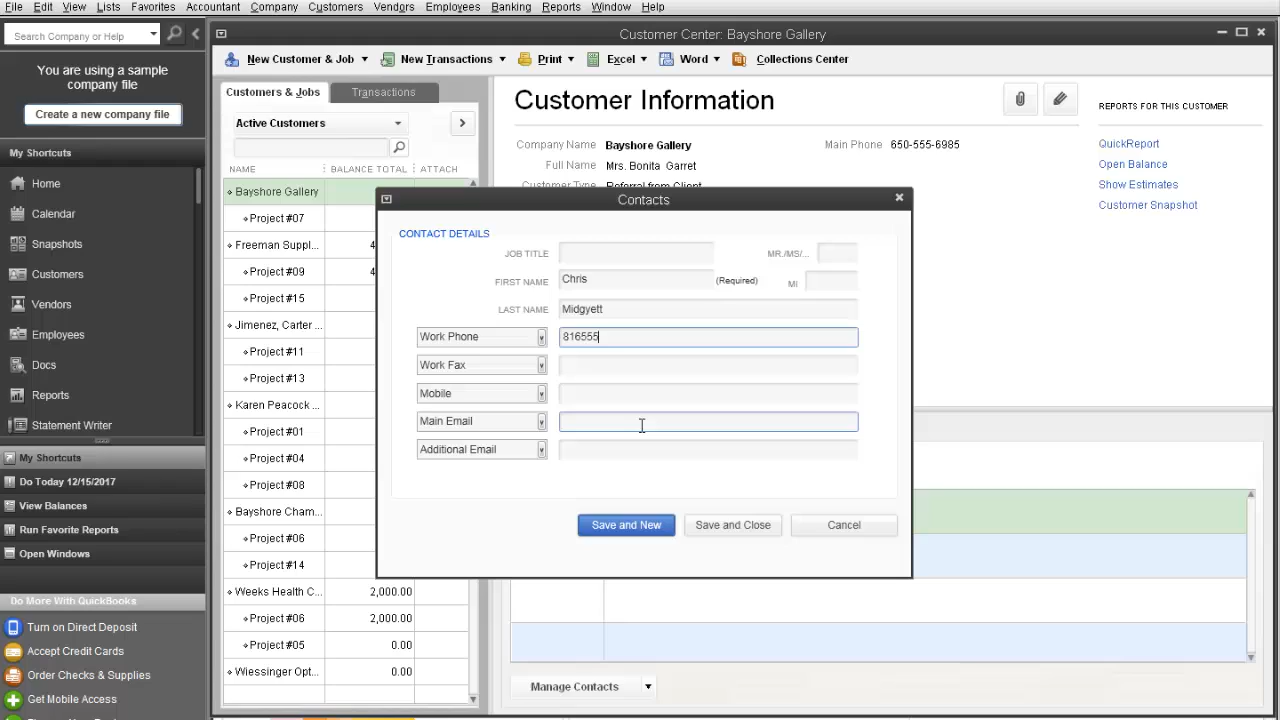 File Edit View Lists Favorites Accountant Company Customers Vendors Employees Banking Reports Window Help
Search Company or Help
You are using a sample
company file
Create a new company file
My Shortcuts
Home
Calendar
Snapshots
Customers
Vendors
Employees
Docs
Reports
Statement Writer
My Shortcuts
Do Today 12/15/2017
View Balances
Run Favorite Reports
Open Windows
Do More With QuickBooks
Turn on Direct Deposit
Accept Credit Cards
Order Checks & Supplies
Get Mobile Access
Customer Center: Bayshore Gallery
New Customer & Job New Transactions Print Excel Word Collections Center
Customers & Jobs Transactions
Active Customers
NAME BALANCE TOTAL ATTACH
Bayshore Gallery
Project #07
Freeman Suppl... 4
Project #09 4
Project #15
Jimenez, Carter
Project #11
Project #13
Karen Peacock ...
Project #01
Project #04
Project #08
Bayshore Cham...
Project #06
Project #14
Weeks Health C... 2,000.00
Project #06 2,000.00
Project #05 0.00
Wiessinger Opt... 0.00
Customer Information
Company Name Bayshore Gallery
Full Name Mrs. Bonita Garret
Customer Type Referral from Client
Main Phone 650-555-6985
REPORTS FOR THIS CUSTOMER
QuickReport
Open Balance
Show Estimates
Customer Snapshot
Contacts
CONTACT DETAILS
JOB TITLE MR./MS/...
FIRST NAME Chris (Required) MI
LAST NAME Midgyett
Work Phone 816555
Work Fax
Mobile
Main Email
Additional Email
Save and New Save and Close Cancel
Manage Contacts